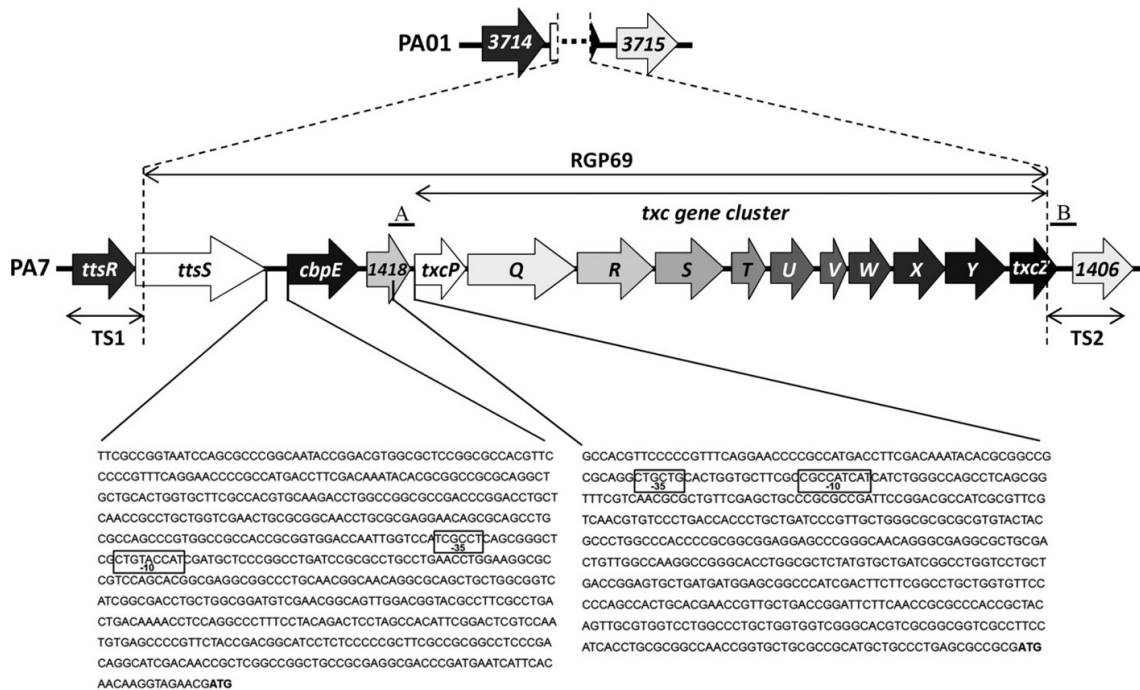 PA01 3714 3715
RGP69
A txc gene cluster B
PA7 ttsR ttsS cbpE 1418 txcP Q R S T U V W X Y txcZ 1406
TS1 TS2
TTCGCCGGTAATCCAGCGCCCGGCAATACCGGACGTGGCGCTCCGGCGCCACGTTC
CCCCGTTTCAGGAACCCCGCCATGACCTTCGACAAATACACGCGGCCGCGCAGGCT
GCTGCACTGGTGCTTCGCCACGTGCAAGACCTGGCCGGCGCCGACCCGGACCTGCT
CAACCGCCTGCTGGTCGAACTGCGCGGCAACCTGCGCGAGGAACAGCGCAGCCTG
CGCCAGCCCGTGGCCGCCACCGCGGTGGACCAATTGGTCCATCGCCTCAGCGGGCT
-35
CGCTGTACCATCGATGCTCCCGGCCTGATCCGCGCCTGCCTGAACCTGGAAGGCGC
-10
CGTCCAGCACGGCGAGGCGGCCCTGCAACGGCAACAGGCGCAGCTGCTGGCGGTC
ATCGGCGACCTGCTGGCGGATGTCGAACGGCAGTTGGACGGTACGCCTTCGCCTGA
CTGACAAAACCTCCAGGCCCTTTCCTACAGACTCCTAGCCACATTCGGACTCGTCCAA
TGTGAGCCCCGTTCTACCGACGGCATCCTCTCCCCCGCTTCGCCGCGGCCTCCCGA
CAGGCATCGACAACCGCTCGGCCGGCTGCCGCGAGGCGACCCGATGAATCATTCAC
AACAAGGTAGAACGATG
GCCACGTTCCCCCGTTTCAGGAACCCCGCCATGACCTTCGACAAATACACGCGGCCG
CGCAGGCTGCTGCACTGGTGCTTCGCCGCCATCATCATCTGGGCCAGCCTCAGCGG
-35 -10
TTTCGTCAACGCGCTGTTCGAGCTGCCCGCGCCGATTCCGGACGCCATCGCGTTCG
TCAACGTGTCCCTGACCACCCTGCTGATCCCGTTGCTGGGCGCGCGCGTGTACTAC
GCCCTGGCCCACCCCGCGGCGGAGGAGCCCGGGCAACAGGGCGAGGCGCTGCGA
CTGTTGGCCAAGGCCGGGCACCTGGCGCTCTATGTGCTGATCGGCCTGGTCCTGCT
GACCGGAGTGCTGATGATGGAGCGGCCCATCGACTTCTTCGGCCTGCTGGTGTTCC
CCCAGCCACTGCACGAACCGTTGCTGACCGGATTCTTCAACCGCGCCCACCGCTAC
AGTTGCGTGGTCCTGGCCCTGCTGGTGGTCGGGCACGTCGCGGCGGTCGCCTTCC
ATCACCTGCGCGGCCAACCGGTGCTGCGCCGCATGCTGCCCTGAGCGCCGCGATG